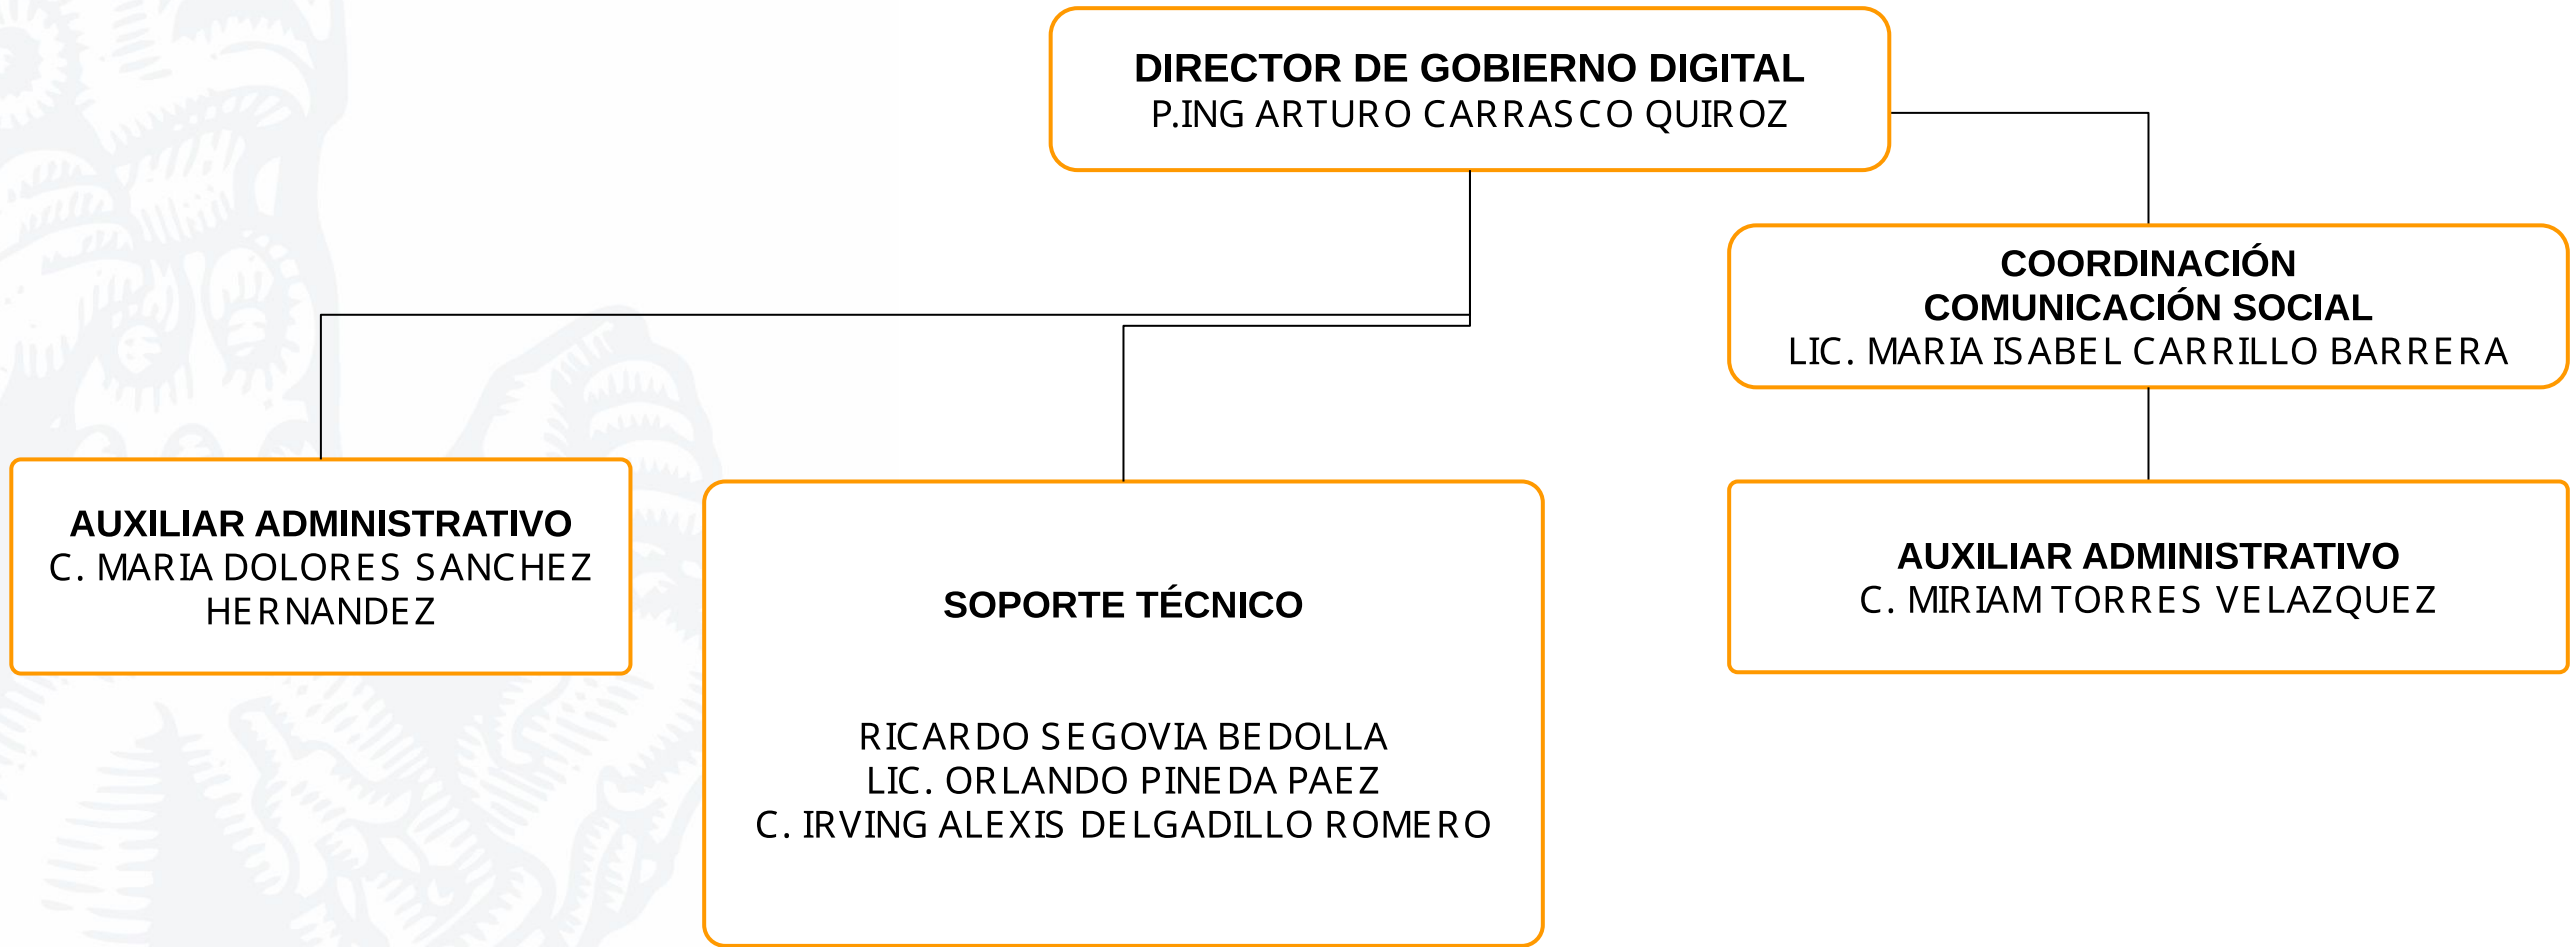 DIRECTOR DE GOBIERNO DIGITAL
P.ING ARTURO CARRASCO QUIROZ
COORDINACIÓN
COMUNICACIÓN SOCIAL
LIC. MARIA ISABEL CARRILLO BARRERA
AUXILIAR ADMINISTRATIVO
C. MARIA DOLORES SANCHEZ
HERNANDEZ
SOPORTE TÉCNICO
RICARDO SEGOVIA BEDOLLA
LIC. ORLANDO PINEDA PAEZ
C. IRVING ALEXIS DELGADILLO ROMERO
AUXILIAR ADMINISTRATIVO
C. MIRIAM TORRES VELAZQUEZ